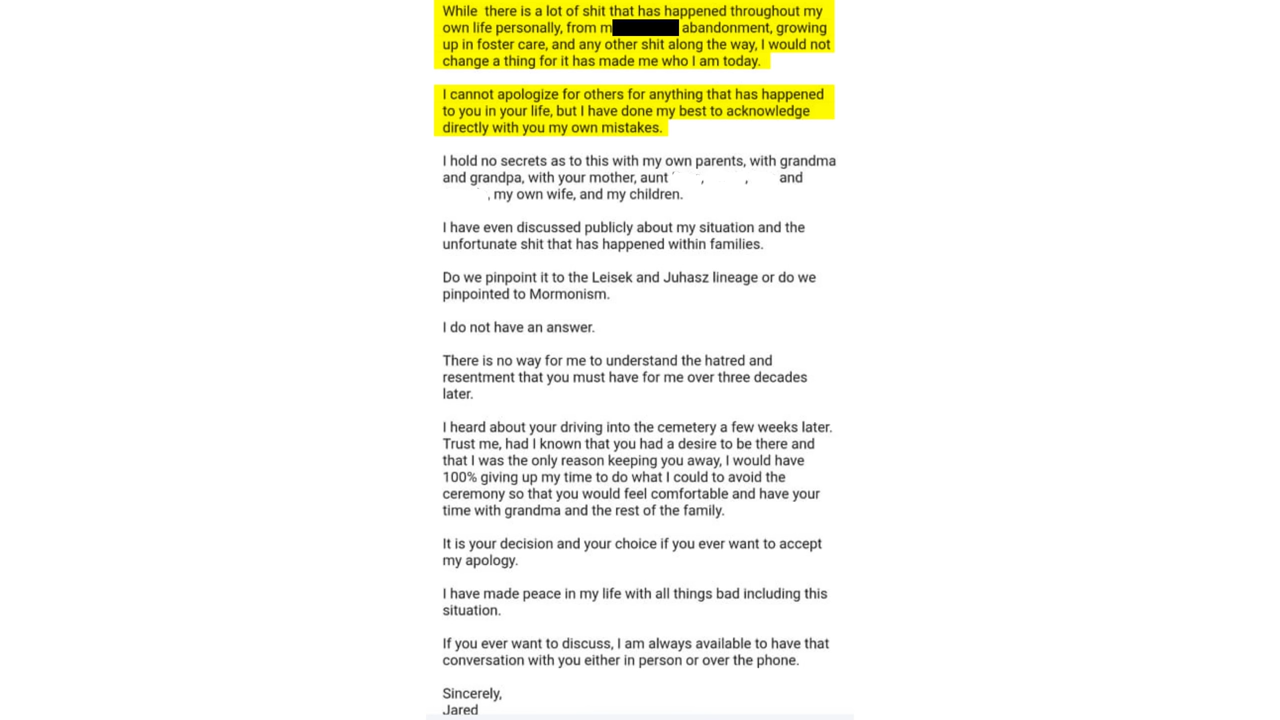 While there is a lot of shit that has happened throughout my
own life personally, from m abandonment, growing
up in foster care, and any other shit along the way, I would not
change a thing for it has made me who I am today.
I cannot apologize for others for anything that has happened
to you in your life, but I have done my best to acknowledge
directly with you my own mistakes.
I hold no secrets as to this with my own parents, with grandma
and grandpa, with your mother, aunt , , and
, my own wife, and my children.
I have even discussed publicly about my situation and the
unfortunate shit that has happened within families.
Do we pinpoint it to the Leisek and Juhasz lineage or do we
pinpointed to Mormonism.
I do not have an answer.
There is no way for me to understand the hatred and
resentment that you must have for me over three decades
later.
I heard about your driving into the cemetery a few weeks later.
Trust me, had I known that you had a desire to be there and
that I was the only reason keeping you away, I would have
100% giving up my time to do what I could to avoid the
ceremony so that you would feel comfortable and have your
time with grandma and the rest of the family.
It is your decision and your choice if you ever want to accept
my apology.
I have made peace in my life with all things bad including this
situation.
If you ever want to discuss, I am always available to have that
conversation with you either in person or over the phone.
Sincerely,
Jared